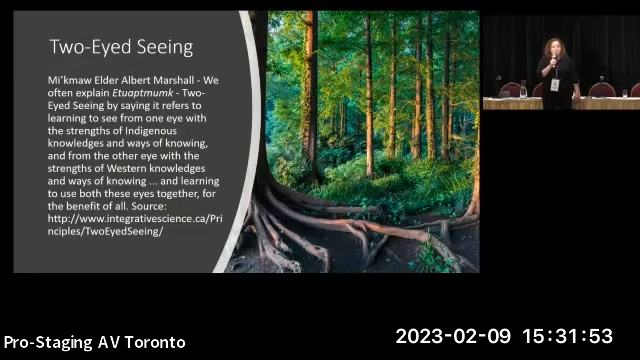 Two-Eyed Seeing
Mi'kmaw Elder Albert Marshall - We
often explain Etuaptmumk - Two-
Eyed Seeing by saying it refers to
learning to see from one eye with
the strengths of Indigenous
knowledges and ways of knowing,
and from the other eye with the
strengths of Western knowledges
and ways of knowing ... and learning
to use both these eyes together, for
the benefit of all. Source:
http://www.integrativescience.ca/Pri
nciples/TwoEyedSeeing/
Pro-Staging AV Toronto
2023-02-09 15:31:53